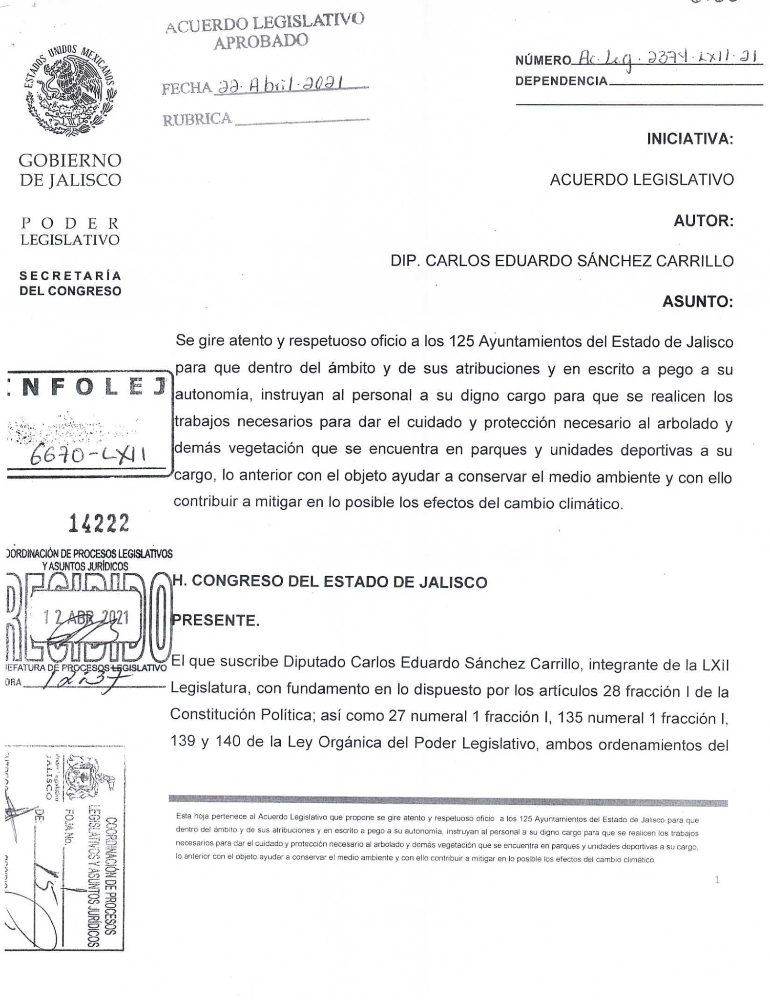 ACUERDO LEGISLATIVO
APROBADO
FECHA 22. Abril. 2021
RUBRICA
NÚMERO Ac. Leg. 2374. LXII. 21
DEPENDENCIA
ESTADOS UNIDOS MEXICANOS
GOBIERNO
DE JALISCO
PODER
LEGISLATIVO
SECRETARÍA
DEL CONGRESO
INICIATIVA:
ACUERDO LEGISLATIVO
AUTOR:
DIP. CARLOS EDUARDO SÁNCHEZ CARRILLO
ASUNTO:
Se gire atento y respetuoso oficio a los 125 Ayuntamientos del Estado de Jalisco
para que dentro del ámbito y de sus atribuciones y en escrito a pego a su
autonomía, instruyan al personal a su digno cargo para que se realicen los
trabajos necesarios para dar el cuidado y protección necesario al arbolado y
demás vegetación que se encuentra en parques y unidades deportivas a su
cargo, lo anterior con el objeto ayudar a conservar el medio ambiente y con ello
contribuir a mitigar en lo posible los efectos del cambio climático.
INFOLEJ
6670-LXII
14222
OORDINACIÓN DE PROCESOS LEGISLATIVOS
Y ASUNTOS JURÍDICOS
RECIBIDO
12 ABR 2021
JEFATURA DE PROCESOS LEGISLATIVO
ORA 12:37
H. CONGRESO DEL ESTADO DE JALISCO
PRESENTE.
El que suscribe Diputado Carlos Eduardo Sánchez Carrillo, integrante de la LXII
Legislatura, con fundamento en lo dispuesto por los artículos 28 fracción I de la
Constitución Política; así como 27 numeral 1 fracción I, 135 numeral 1 fracción I,
139 y 140 de la Ley Orgánica del Poder Legislativo, ambos ordenamientos del
COORDINACIÓN DE PROCESOS
LEGISLATIVOS Y ASUNTOS JURÍDICOS
Poder Legislativo
JALISCO
FOJA No. 1
DE: 15
Esta hoja pertenece al Acuerdo Legislativo que propone se gire atento y respetuoso oficio a los 125 Ayuntamientos del Estado de Jalisco para que
dentro del ámbito y de sus atribuciones y en escrito a pego a su autonomía, instruyan al personal a su digno cargo para que se realicen los trabajos
necesarios para dar el cuidado y protección necesario al arbolado y demás vegetación que se encuentra en parques y unidades deportivas a su cargo,
lo anterior con el objeto ayudar a conservar el medio ambiente y con ello contribuir a mitigar en lo posible los efectos del cambio climático.
1